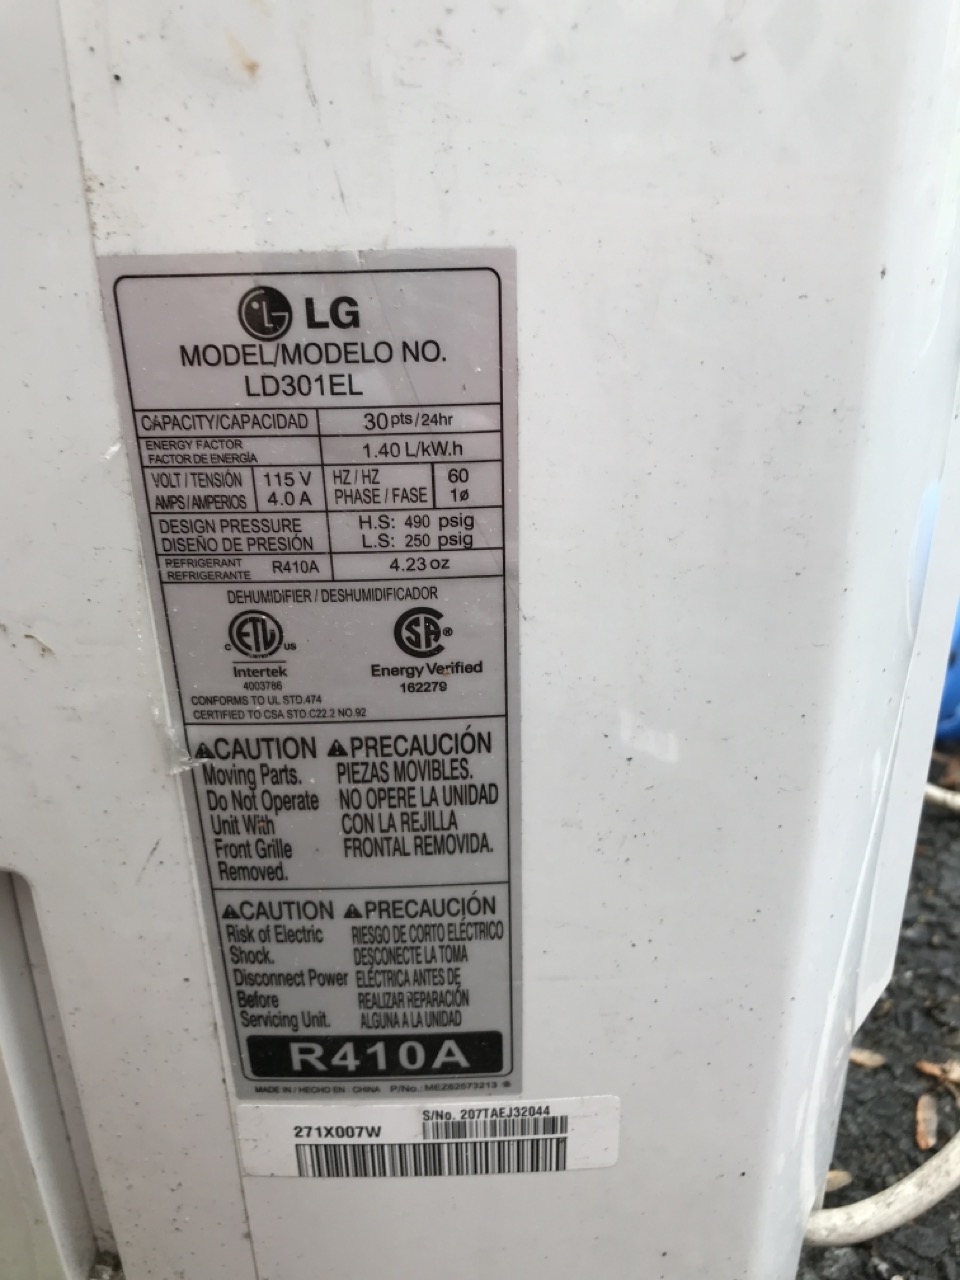 LG
MODEL/MODELO NO.
LD301EL
CAPACITY/CAPACIDAD 30 pts/24hr
ENERGY FACTOR
FACTOR DE ENERGÍA 1.40 L/kW.h
VOLT / TENSIÓN 115 V HZ / HZ 60
AMPS / AMPERIOS 4.0 A PHASE / FASE 1ø
DESIGN PRESSURE H.S: 490 psig
DISEÑO DE PRESIÓN L.S: 250 psig
REFRIGERANT
REFRIGERANTE R410A 4.23 oz
DEHUMIDIFIER / DESHUMIDIFICADOR
C ETL US
LISTED
Intertek
4003786
SA®
Energy Verified
162279
CONFORMS TO UL STD.474
CERTIFIED TO CSA STD.C22.2 NO.92
⚠CAUTION
Moving Parts.
Do Not Operate
Unit With
Front Grille
Removed.
⚠PRECAUCIÓN
PIEZAS MOVIBLES.
NO OPERE LA UNIDAD
CON LA REJILLA
FRONTAL REMOVIDA.
⚠CAUTION
Risk of Electric
Shock.
Disconnect Power
Before
Servicing Unit.
⚠PRECAUCIÓN
RIESGO DE CORTO ELÉCTRICO
DESCONECTE LA TOMA
ELÉCTRICA ANTES DE
REALIZAR REPARACIÓN
ALGUNA A LA UNIDAD
R410A
MADE IN / HECHO EN : CHINA P/No : MEZ62573213
S/No. 207TAEJ32044
271X007W